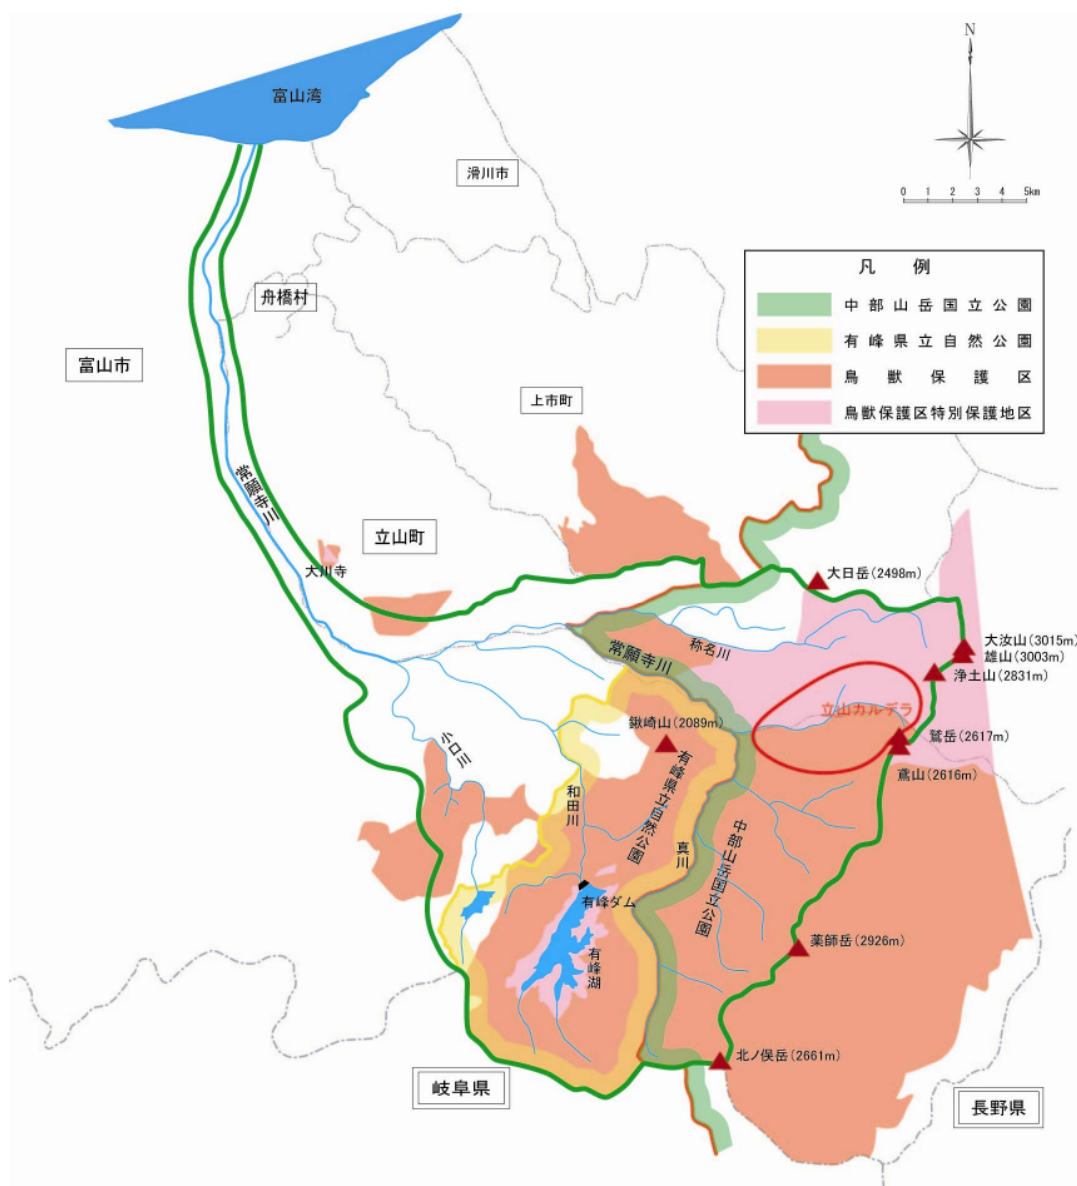 富山湾
N
滑川市
0 1 2 3 4 5km
凡例
中部山岳国立公園
有峰県立自然公園
鳥獣保護区
鳥獣保護区特別保護地区
舟橋村
富山市
上市町
常願寺川
立山町
大川寺
大日岳(2498m)
称名川
常願寺川
大汝山(3015m)
雄山(3003m)
浄土山(2831m)
立山カルデラ
鍬崎山(2089m)
鷲岳(2617m)
鳶山(2616m)
小口川
和田川
有峰県立自然公園
真川
中部山岳国立公園
有峰ダム
有峰湖
薬師岳(2926m)
北ノ俣岳(2661m)
岐阜県
長野県